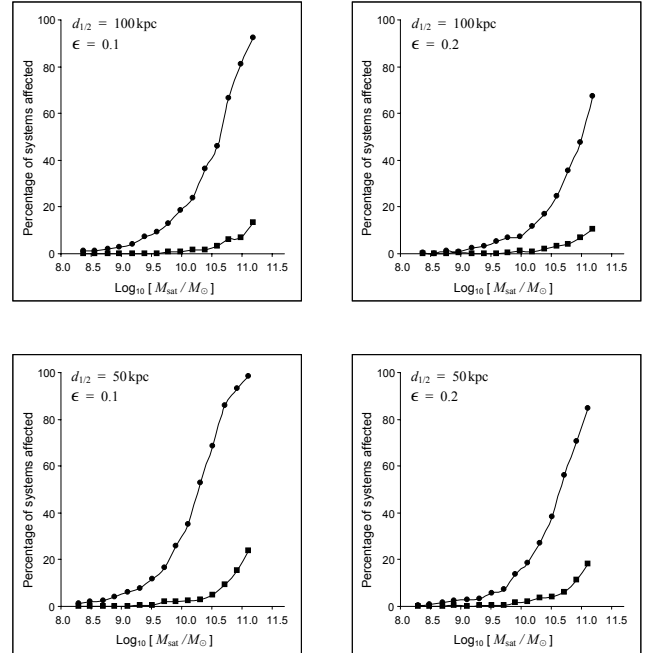 d1/2 = 100 kpc
ϵ = 0.1
Percentage of systems affected
100
80
60
40
20
0
8.0 8.5 9.0 9.5 10.0 10.5 11.0 11.5
Log10 [ Msat / M⊙ ]
d1/2 = 100 kpc
ϵ = 0.2
Percentage of systems affected
100
80
60
40
20
0
8.0 8.5 9.0 9.5 10.0 10.5 11.0 11.5
Log10 [ Msat / M⊙ ]
d1/2 = 50 kpc
ϵ = 0.1
Percentage of systems affected
100
80
60
40
20
0
8.0 8.5 9.0 9.5 10.0 10.5 11.0 11.5
Log10 [ Msat / M⊙ ]
d1/2 = 50 kpc
ϵ = 0.2
Percentage of systems affected
100
80
60
40
20
0
8.0 8.5 9.0 9.5 10.0 10.5 11.0 11.5
Log10 [ Msat / M⊙ ]